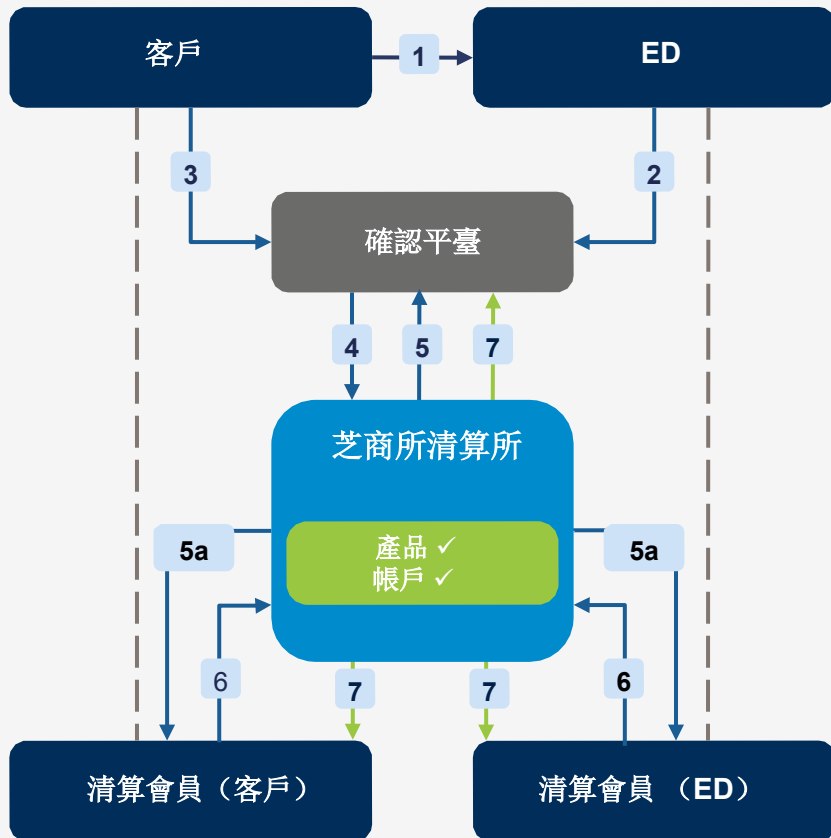 客戶
1
ED
3
2
確認平臺
4
5
7
芝商所清算所
5a
產品 ✓
帳戶 ✓
5a
6
7
7
6
清算會員（客戶）
清算會員 （ED）